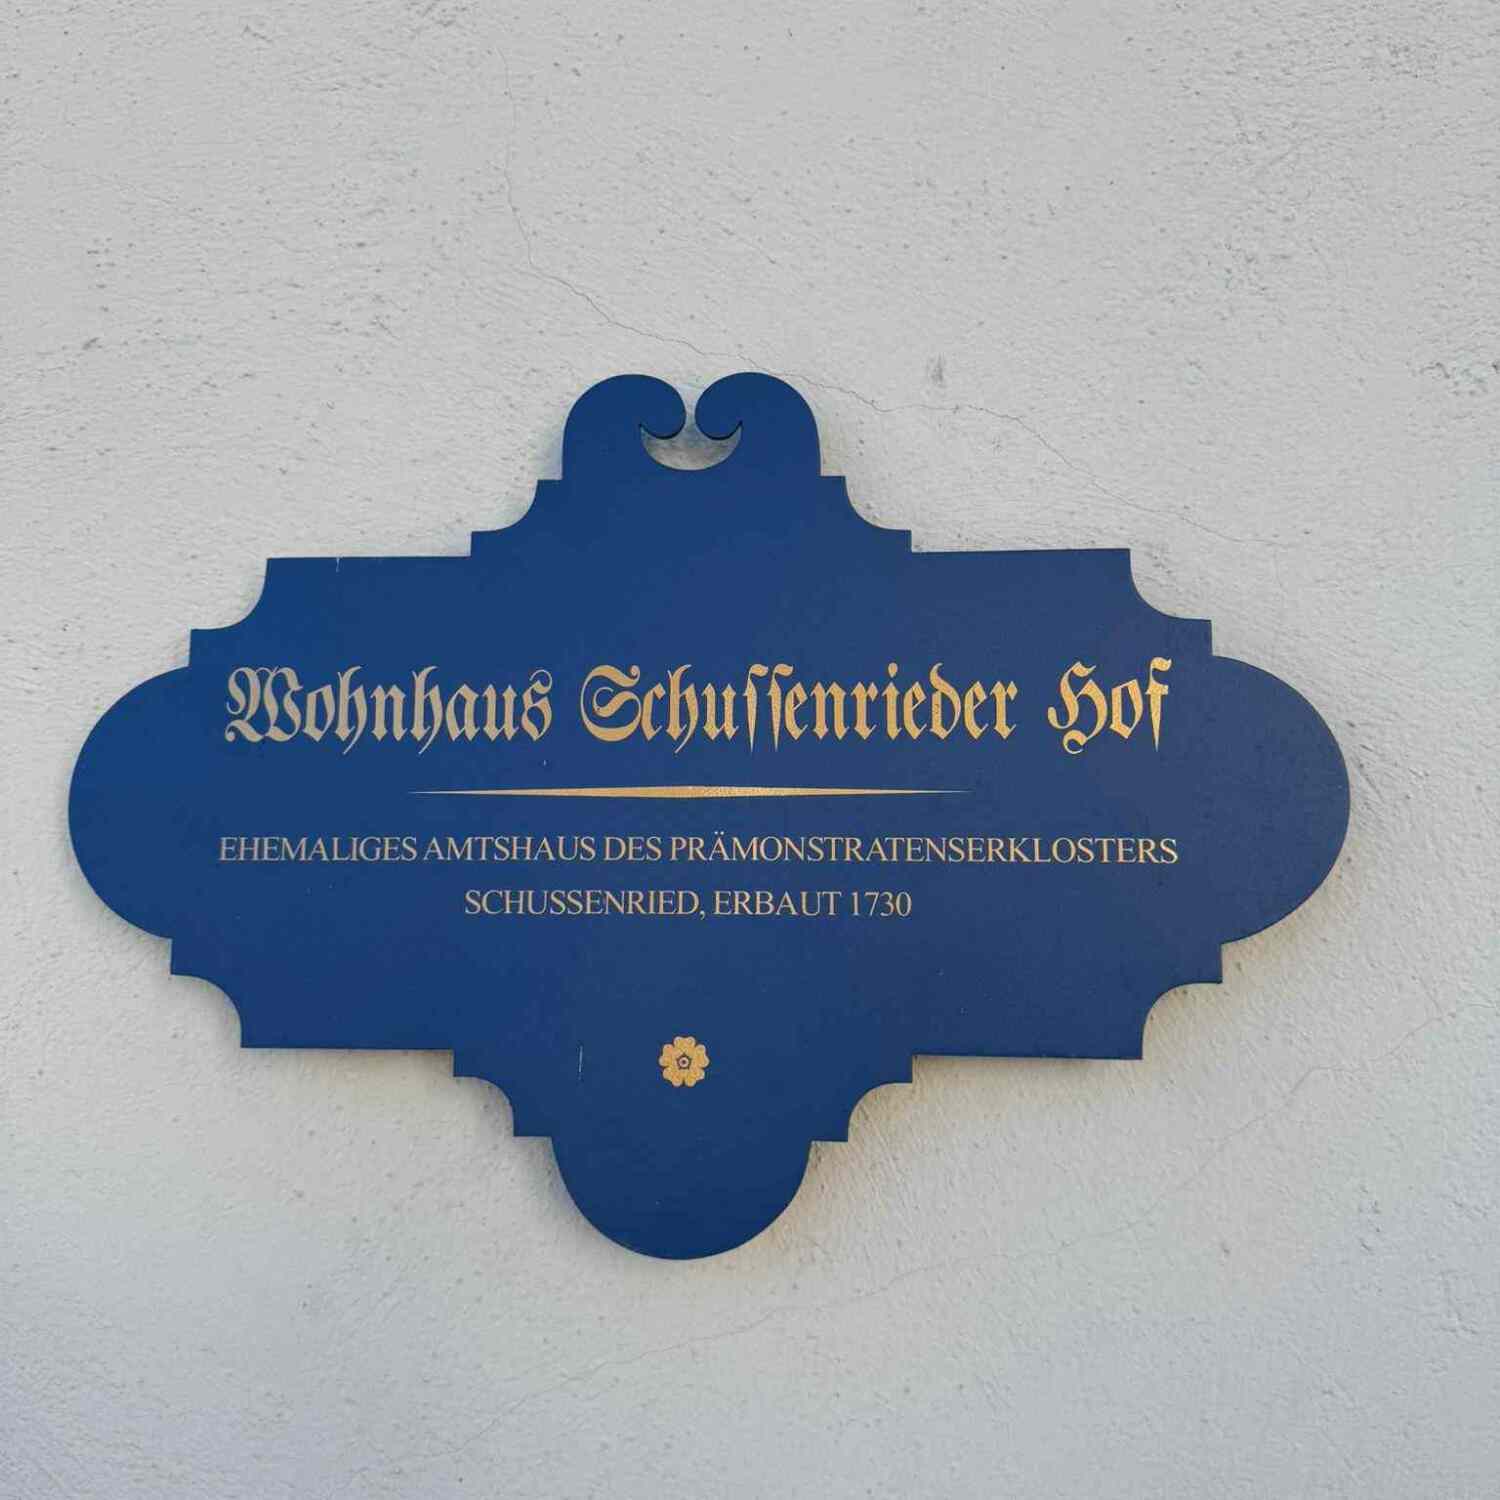 Wohnhaus Schuſſenrieder Hof
EHEMALIGES AMTSHAUS DES PRÄMONSTRATENSERKLOSTERS
SCHUSSENRIED, ERBAUT 1730